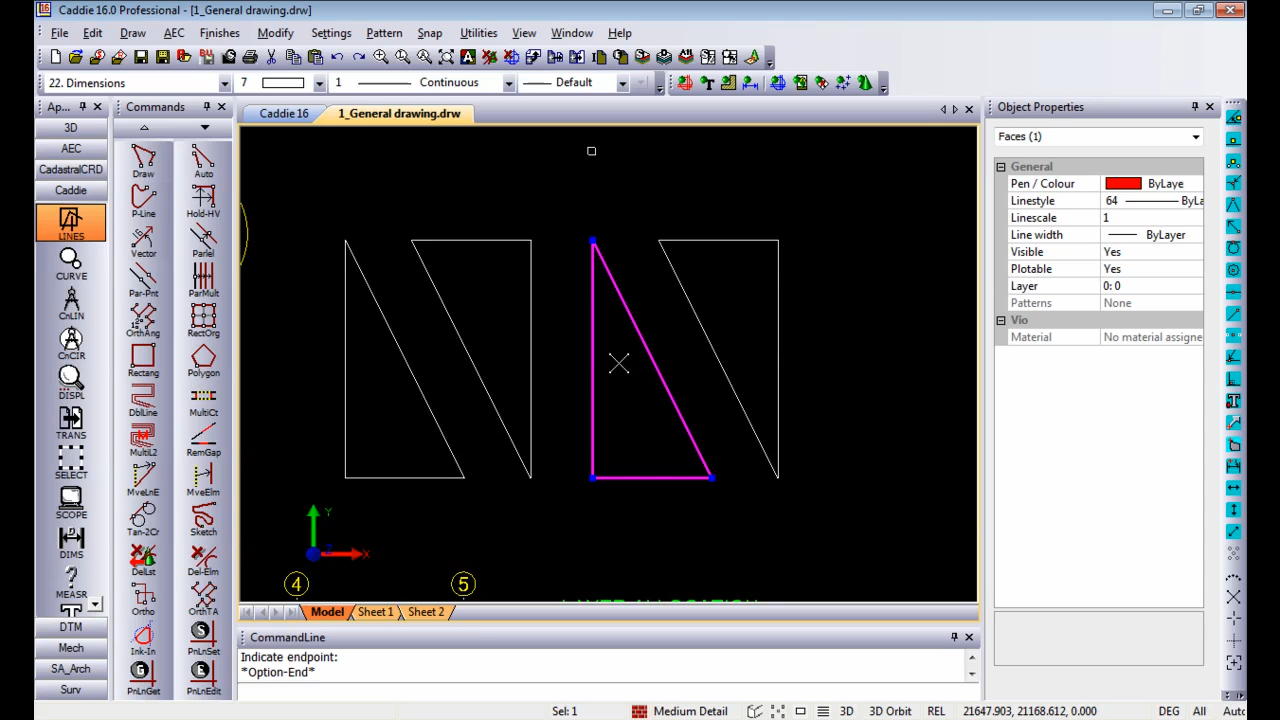 Caddie 16.0 Professional - [1_General drawing.drw]
File Edit Draw AEC Finishes Modify Settings Pattern Snap Utilities View Window Help
22. Dimensions 7 1 Continuous Default
Ap... Commands Caddie 16 1_General drawing.drw Object Properties
3D
AEC
CadastralCRD
Caddie
LINES
CURVE
CnLIN
CnCIR
DISPL
TRANS
SELECT
SCOPE
DIMS
MEASR
DTM
Mech
SA_Arch
Surv
Draw Auto
P-Line Hold-HV
Vector Parlel
Par-Pnt ParMult
OrthAng RectOrg
Rectang Polygon
DblLine MultiCt
MultiL2 RemGap
MveLnE MveElm
Tan-2Cr Sketch
DelLst Del-Elm
Ortho OrthTA
Ink-In PnLnSet
PnLnGet PnLnEdit
Y
X
4 5
Model Sheet 1 Sheet 2
CommandLine
Indicate endpoint:
*Option-End*
Faces (1)
General
Pen / Colour ByLaye
Linestyle 64 ByLa
Linescale 1
Line width ByLayer
Visible Yes
Plotable Yes
Layer 0: 0
Patterns None
Vio
Material No material assigne
Sel: 1 Medium Detail 3D 3D Orbit REL 21647.903, 21168.612, 0.000 DEG All Auto